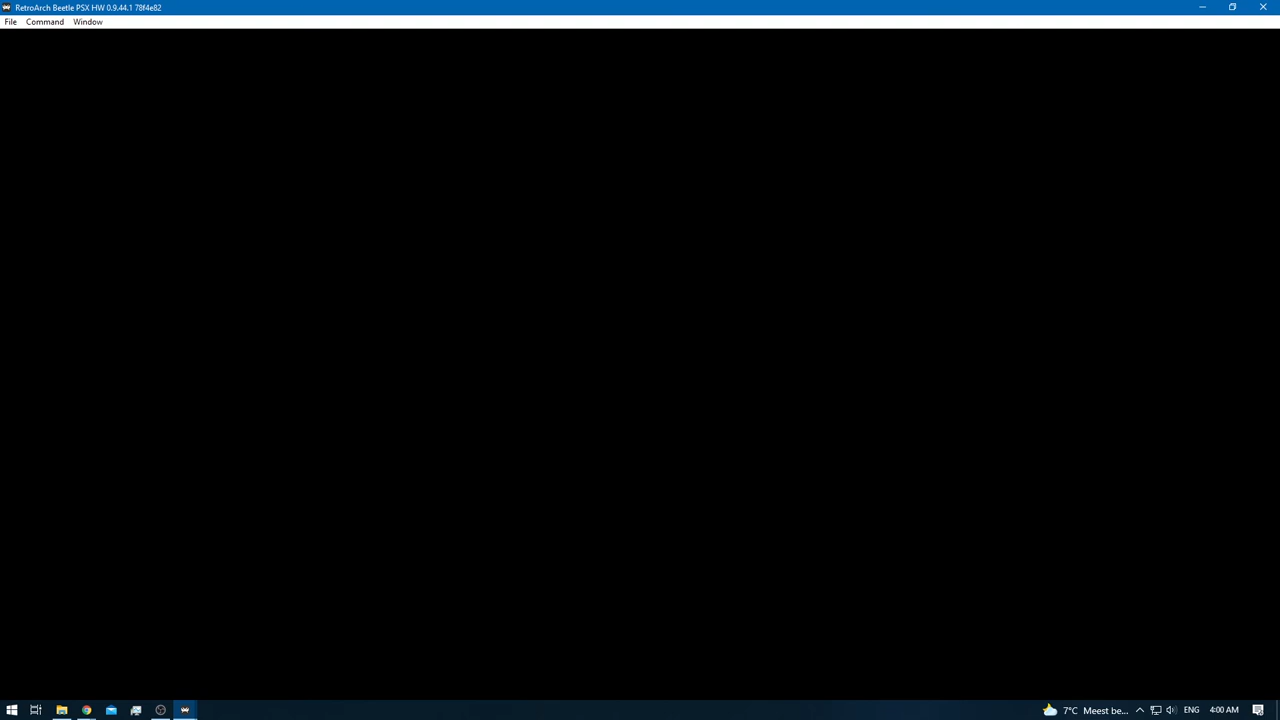 RetroArch Beetle PSX HW 0.9.44.1 78f4e82
File Command Window
7°C Meest be... ENG 4:00 AM